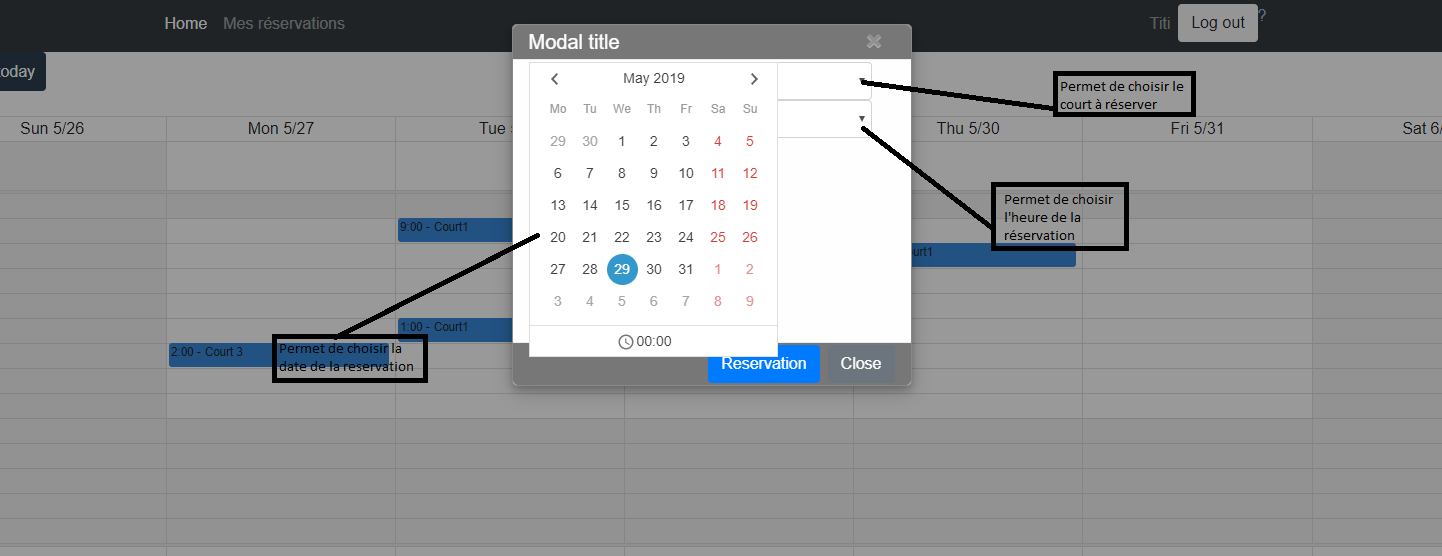 Home Mes réservations
Titi Log out ?
Modal title
today
May 2019
Permet de choisir le
court à réserver
Mo Tu We Th Fr Sa Su
Sun 5/26 Mon 5/27 Tue Thu 5/30 Fri 5/31 Sat 6/
29 30 1 2 3 4 5
6 7 8 9 10 11 12
13 14 15 16 17 18 19
20 21 22 23 24 25 26
27 28 29 30 31 1 2
3 4 5 6 7 8 9
00:00
Permet de choisir
l'heure de la
réservation
9:00 - Court1
urt1
1:00 - Court1
2:00 - Court 3
Permet de choisir la
date de la reservation
Reservation Close